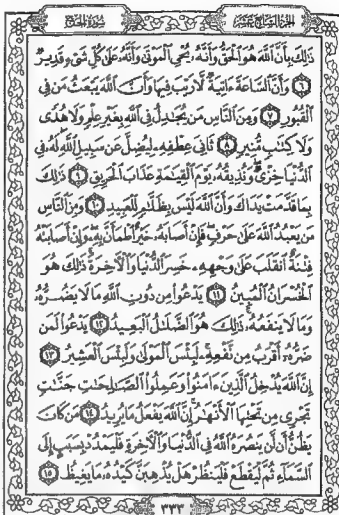 الجزء السابع عشر
سورة الحج
ذَٰلِكَ بِأَنَّ ٱللَّهَ هُوَ ٱلْحَقُّ وَأَنَّهُۥ يُحْىِ ٱلْمَوْتَىٰ وَأَنَّهُۥ عَلَىٰ كُلِّ شَىْءٍ قَدِيرٌ
٦ وَأَنَّ ٱلسَّاعَةَ ءَاتِيَةٌ لَّا رَيْبَ فِيهَا وَأَنَّ ٱللَّهَ يَبْعَثُ مَن فِى
ٱلْقُبُورِ ٧ وَمِنَ ٱلنَّاسِ مَن يُجَٰدِلُ فِى ٱللَّهِ بِغَيْرِ عِلْمٍ وَلَا هُدًى
وَلَا كِتَٰبٍ مُّنِيرٍ ٨ ثَانِىَ عِطْفِهِۦ لِيُضِلَّ عَن سَبِيلِ ٱللَّهِ لَهُۥ فِى
ٱلدُّنْيَا خِزْىٌ وَنُذِيقُهُۥ يَوْمَ ٱلْقِيَٰمَةِ عَذَابَ ٱلْحَرِيقِ ٩ ذَٰلِكَ
بِمَا قَدَّمَتْ يَدَاكَ وَأَنَّ ٱللَّهَ لَيْسَ بِظَلَّٰمٍ لِّلْعَبِيدِ ١٠ وَمِنَ ٱلنَّاسِ
مَن يَعْبُدُ ٱللَّهَ عَلَىٰ حَرْفٍ فَإِنْ أَصَابَهُۥ خَيْرٌ ٱطْمَأَنَّ بِهِۦ وَإِنْ أَصَابَتْهُ
فِتْنَةٌ ٱنقَلَبَ عَلَىٰ وَجْهِهِۦ خَسِرَ ٱلدُّنْيَا وَٱلْءَاخِرَةَ ذَٰلِكَ هُوَ
ٱلْخُسْرَانُ ٱلْمُبِينُ ١١ يَدْعُوا۟ مِن دُونِ ٱللَّهِ مَا لَا يَضُرُّهُۥ
وَمَا لَا يَنفَعُهُۥ ذَٰلِكَ هُوَ ٱلضَّلَٰلُ ٱلْبَعِيدُ ١٢ يَدْعُوا۟ لَمَن
ضَرُّهُۥٓ أَقْرَبُ مِن نَّفْعِهِۦ لَبِئْسَ ٱلْمَوْلَىٰ وَلَبِئْسَ ٱلْعَشِيرُ ١٣
إِنَّ ٱللَّهَ يُدْخِلُ ٱلَّذِينَ ءَامَنُوا۟ وَعَمِلُوا۟ ٱلصَّٰلِحَٰتِ جَنَّٰتٍ
تَجْرِى مِن تَحْتِهَا ٱلْأَنْهَٰرُ إِنَّ ٱللَّهَ يَفْعَلُ مَا يُرِيدُ ١٤ مَن كَانَ
يَظُنُّ أَن لَّن يَنصُرَهُ ٱللَّهُ فِى ٱلدُّنْيَا وَٱلْءَاخِرَةِ فَلْيَمْدُدْ بِسَبَبٍ إِلَى
ٱلسَّمَآءِ ثُمَّ لْيَقْطَعْ فَلْيَنظُرْ هَلْ يُذْهِبَنَّ كَيْدُهُۥ مَا يَغِيظُ ١٥
٣٣٣